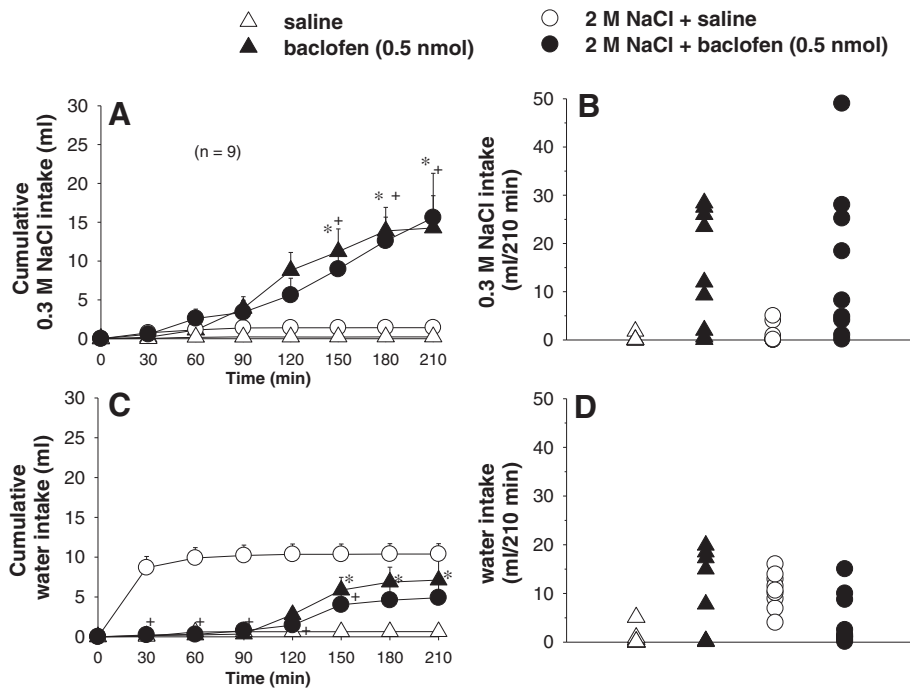 saline
baclofen (0.5 nmol)
2 M NaCl + saline
2 M NaCl + baclofen (0.5 nmol)
A
Cumulative
0.3 M NaCl intake (ml)
30
25
20
15
10
5
0
(n = 9)
* +
* +
* +
0 30 60 90 120 150 180 210
Time (min)
B
0.3 M NaCl intake
(ml/210 min)
50
40
30
20
10
0
C
Cumulative
water intake (ml)
30
25
20
15
10
5
0
+ + + + * + * *
0 30 60 90 120 150 180 210
Time (min)
D
water intake
(ml/210 min)
50
40
30
20
10
0